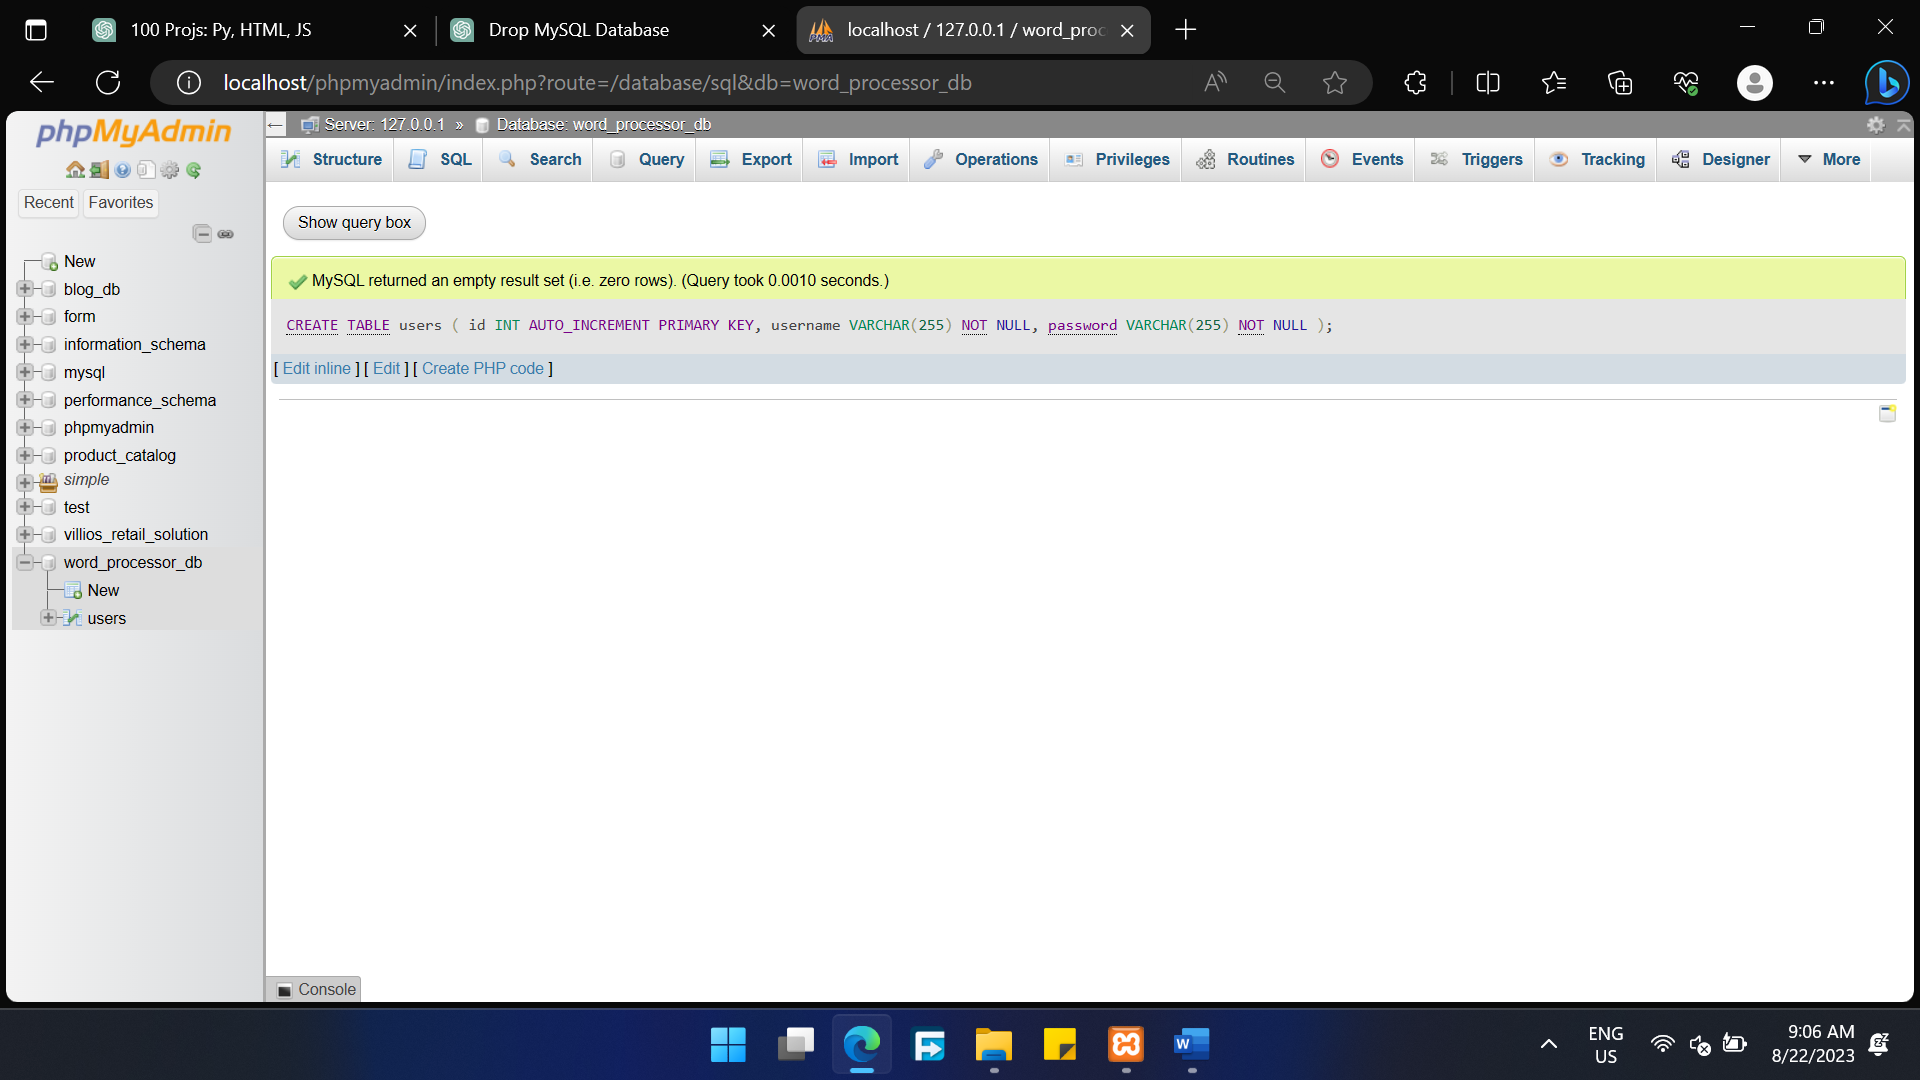 100 Projs: Py, HTML, JS
Drop MySQL Database
localhost / 127.0.0.1 / word_proc
localhost/phpmyadmin/index.php?route=/database/sql&db=word_processor_db
phpMyAdmin
Recent
Favorites
New
blog_db
form
information_schema
mysql
performance_schema
phpmyadmin
product_catalog
simple
test
villios_retail_solution
word_processor_db
New
users
Server: 127.0.0.1 » Database: word_processor_db
Structure
SQL
Search
Query
Export
Import
Operations
Privileges
Routines
Events
Triggers
Tracking
Designer
More
Show query box
MySQL returned an empty result set (i.e. zero rows). (Query took 0.0010 seconds.)
CREATE TABLE users ( id INT AUTO_INCREMENT PRIMARY KEY, username VARCHAR(255) NOT NULL, password VARCHAR(255) NOT NULL );
[ Edit inline ] [ Edit ] [ Create PHP code ]
Console
ENG
US
9:06 AM
8/22/2023